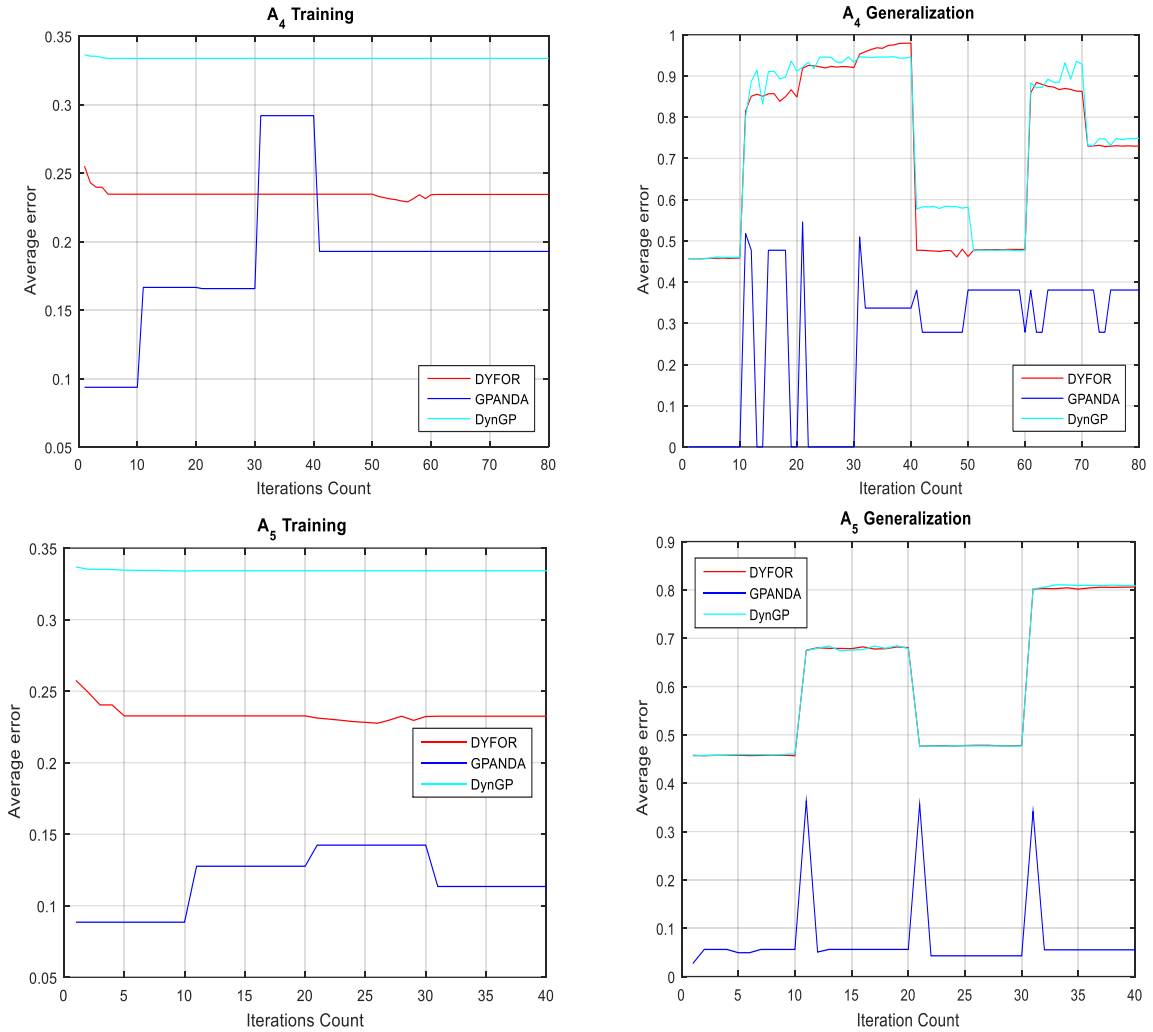 A4 Training
0.35
0.3
0.25
0.2
0.15
0.1
0.05
Average error
0 10 20 30 40 50 60 70 80
Iterations Count
DYFOR
GPANDA
DynGP
A4 Generalization
1
0.9
0.8
0.7
0.6
0.5
0.4
0.3
0.2
0.1
0
Average error
0 10 20 30 40 50 60 70 80
Iteration Count
DYFOR
GPANDA
DynGP
A5 Training
0.35
0.3
0.25
0.2
0.15
0.1
0.05
Average error
0 5 10 15 20 25 30 35 40
Iterations Count
DYFOR
GPANDA
DynGP
A5 Generalization
0.9
0.8
0.7
0.6
0.5
0.4
0.3
0.2
0.1
0
Average error
0 5 10 15 20 25 30 35 40
Iteration Count
DYFOR
GPANDA
DynGP